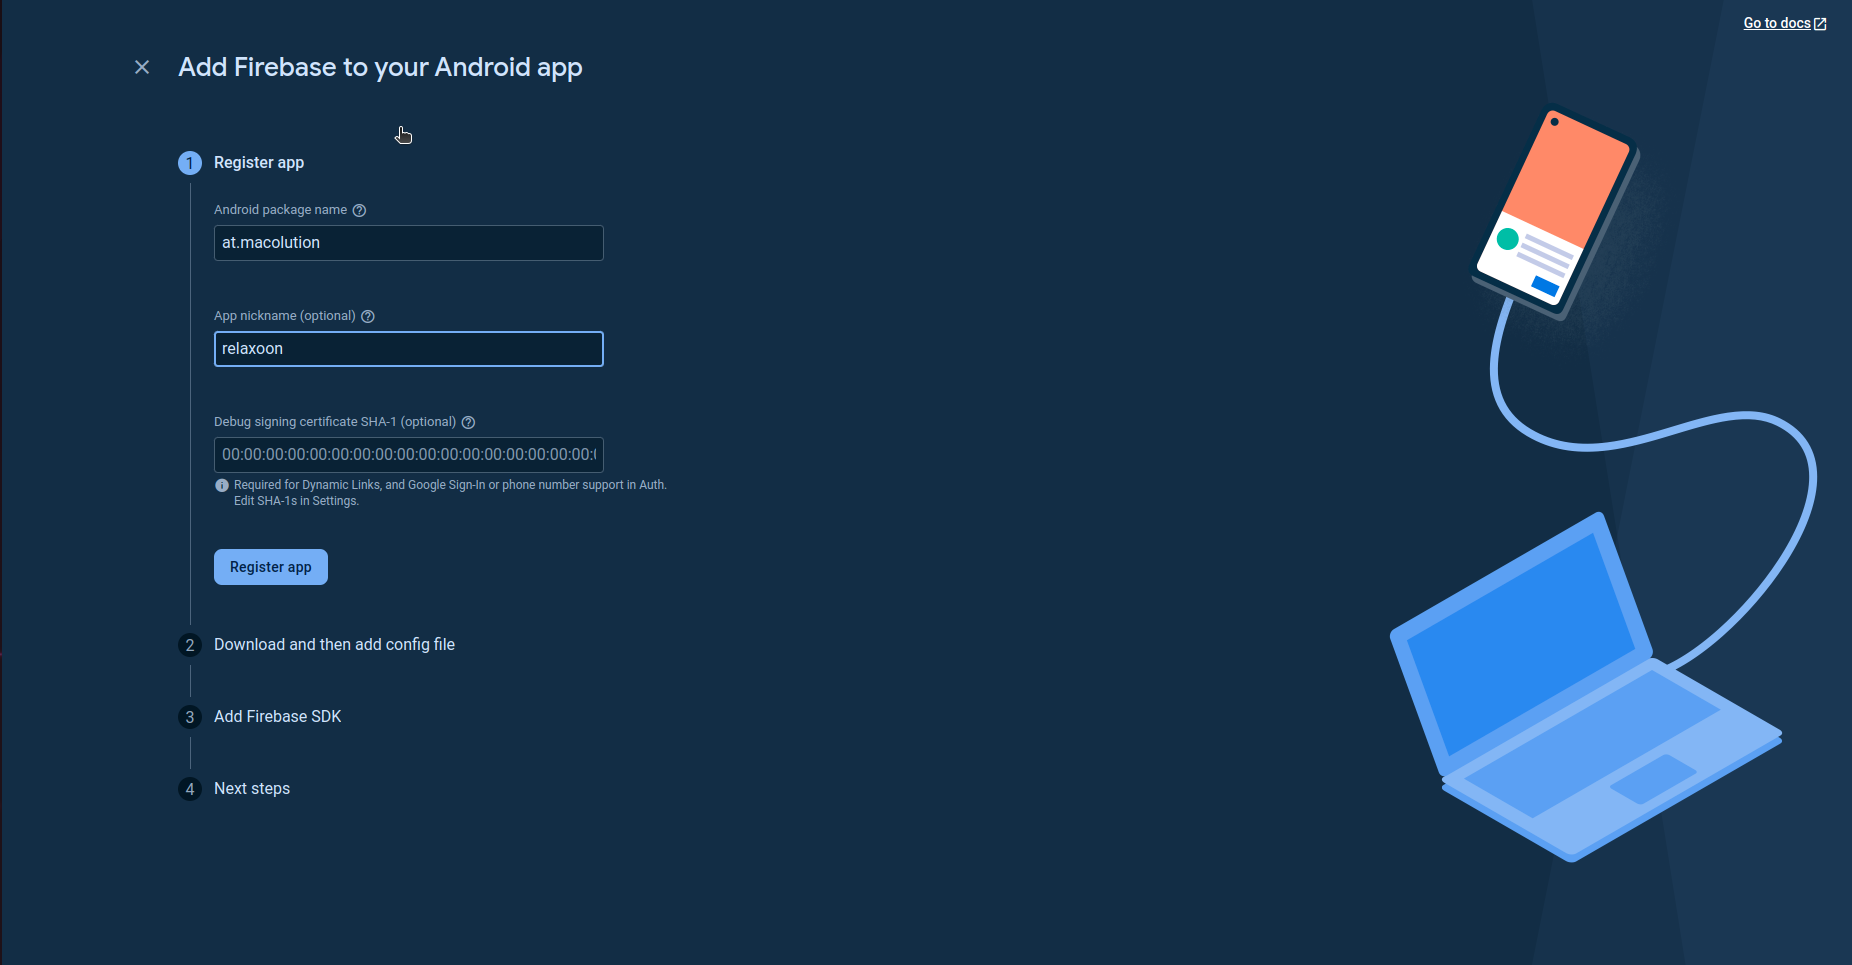 Go to docs
Add Firebase to your Android app
1 Register app
Android package name
at.macolution
App nickname (optional)
relaxoon
Debug signing certificate SHA-1 (optional)
00:00:00:00:00:00:00:00:00:00:00:00:00:00:00:00:00:0
Required for Dynamic Links, and Google Sign-In or phone number support in Auth.
Edit SHA-1s in Settings.
Register app
2 Download and then add config file
3 Add Firebase SDK
4 Next steps